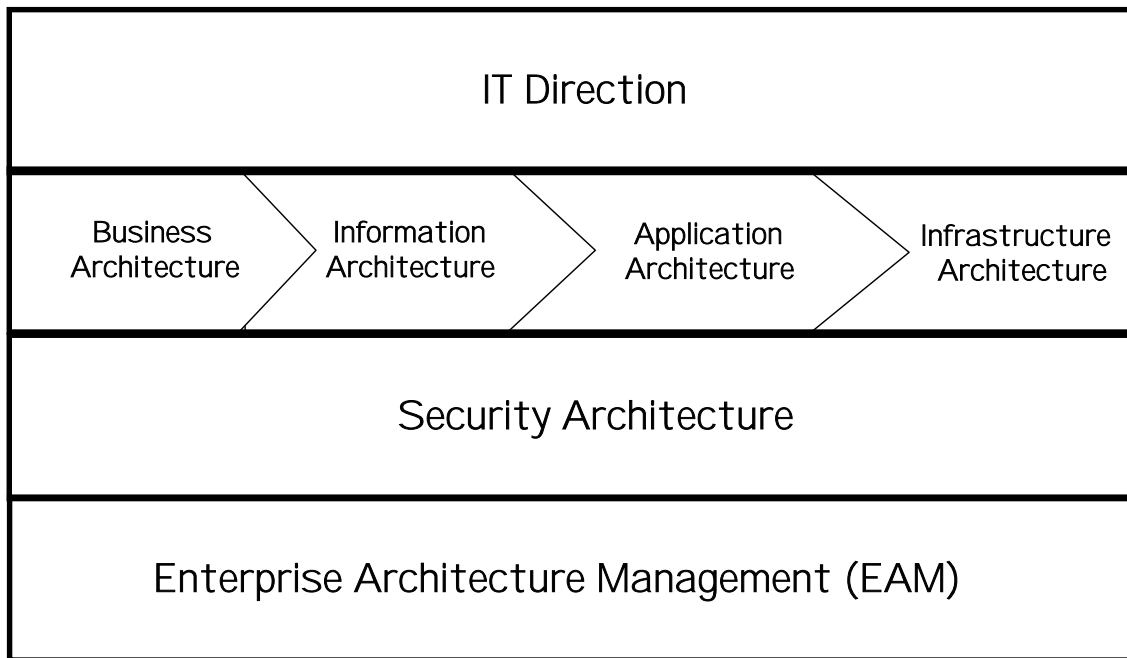 IT Direction
Business
Architecture
Information
Architecture
Application
Architecture
Infrastructure
Architecture
Security Architecture
Enterprise Architecture Management (EAM)